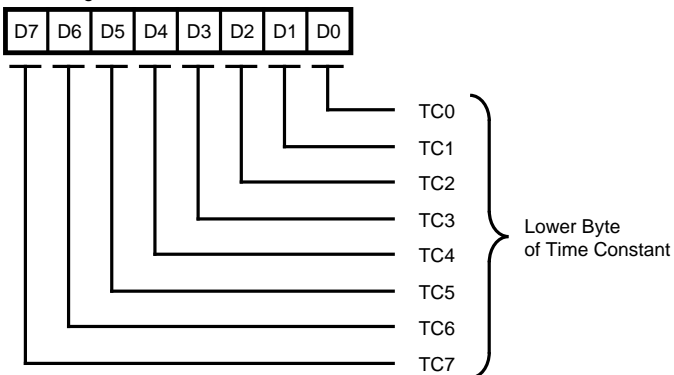 D7 D6 D5 D4 D3 D2 D1 D0
TC0
TC1
TC2
TC3
TC4
TC5
TC6
TC7
Lower Byte
of Time Constant